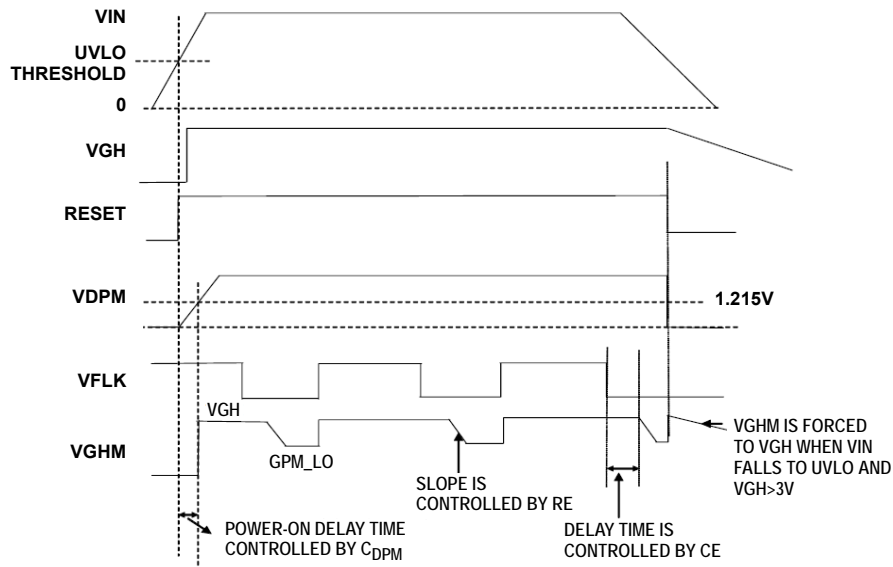 VIN
UVLO
THRESHOLD
0
VGH
RESET
VDPM
1.215V
VFLK
VGH
VGHM
GPM_LO
SLOPE IS
CONTROLLED BY RE
VGHM IS FORCED
TO VGH WHEN VIN
FALLS TO UVLO AND
VGH>3V
POWER-ON DELAY TIME
CONTROLLED BY CDPM
DELAY TIME IS
CONTROLLED BY CE